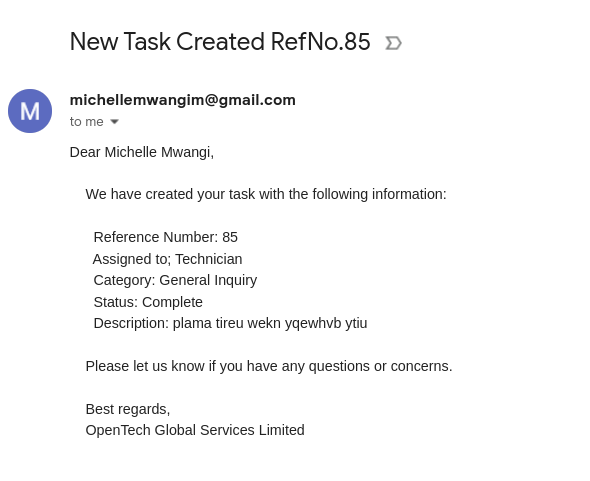 New Task Created RefNo.85
M
michellemwangim@gmail.com
to me
Dear Michelle Mwangi,
We have created your task with the following information:
Reference Number: 85
Assigned to; Technician
Category: General Inquiry
Status: Complete
Description: plama tireu wekn yqewhvb ytiu
Please let us know if you have any questions or concerns.
Best regards,
OpenTech Global Services Limited